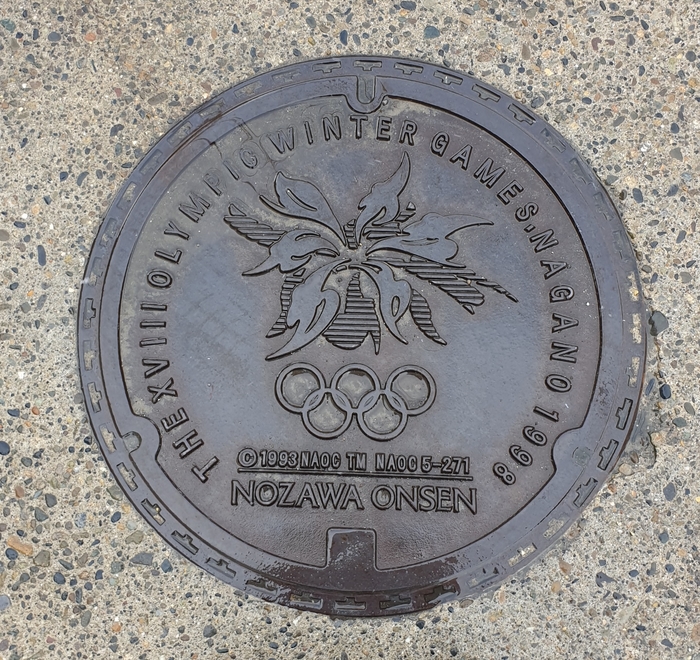 THE XVIII OLYMPIC WINTER GAMES, NAGANO 1998
© 1993 NAOC TM NAOC 5-271
NOZAWA ONSEN